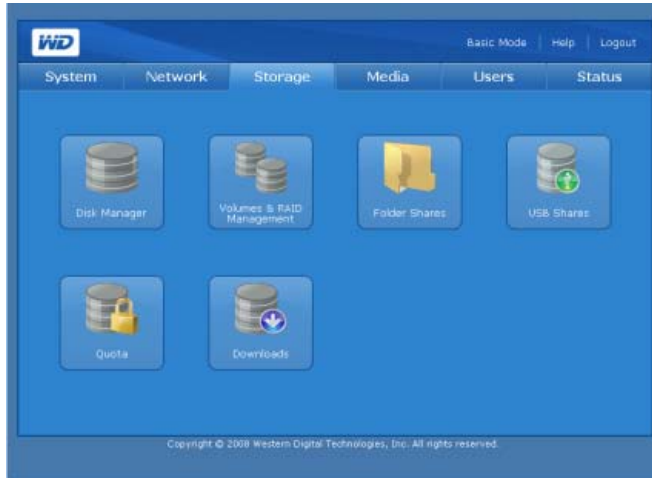 WD
Basic Mode | Help | Logout
System Network Storage Media Users Status
Disk Manager
Volumes & RAID
Management
Folder Shares
USB Shares
Quota
Downloads
Copyright © 2008 Western Digital Technologies, Inc. All rights reserved.